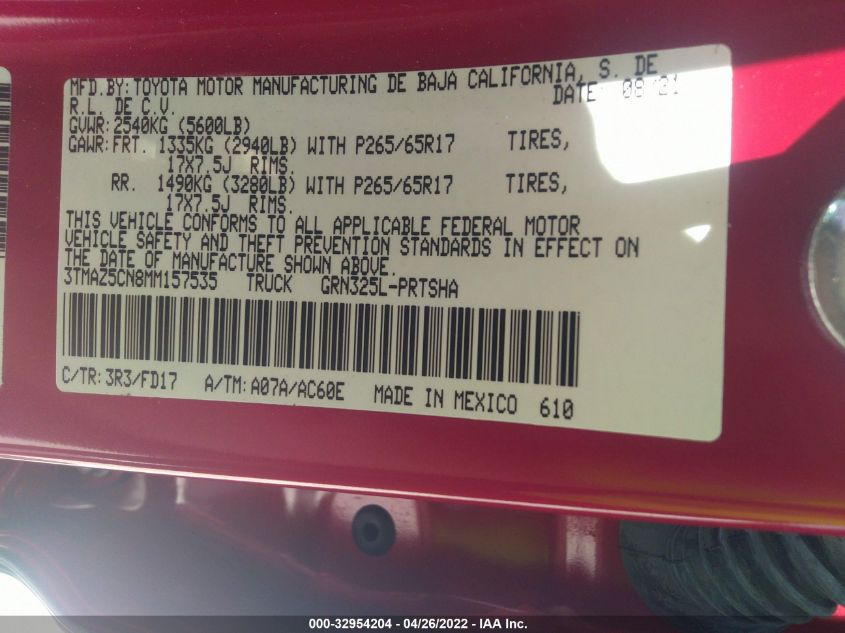 MFD.BY: TOYOTA MOTOR MANUFACTURING DE BAJA CALIFORNIA, S. DE
R.L. DE C.V. DATE: 08/21
GVWR: 2540KG (5600LB)
GAWR: FRT. 1335KG (2940LB) WITH P265/65R17 TIRES,
17X7.5J RIMS.
RR. 1490KG (3280LB) WITH P265/65R17 TIRES,
17X7.5J RIMS.
THIS VEHICLE CONFORMS TO ALL APPLICABLE FEDERAL MOTOR
VEHICLE SAFETY AND THEFT PREVENTION STANDARDS IN EFFECT ON
THE DATE OF MANUFACTURE SHOWN ABOVE.
3TMAZ5CN8MM157535 TRUCK GRN325L-PRTSHA
C/TR: 3R3/FD17 A/TM: A07A/AC60E MADE IN MEXICO 610
000-32954204 - 04/26/2022 - IAA Inc.